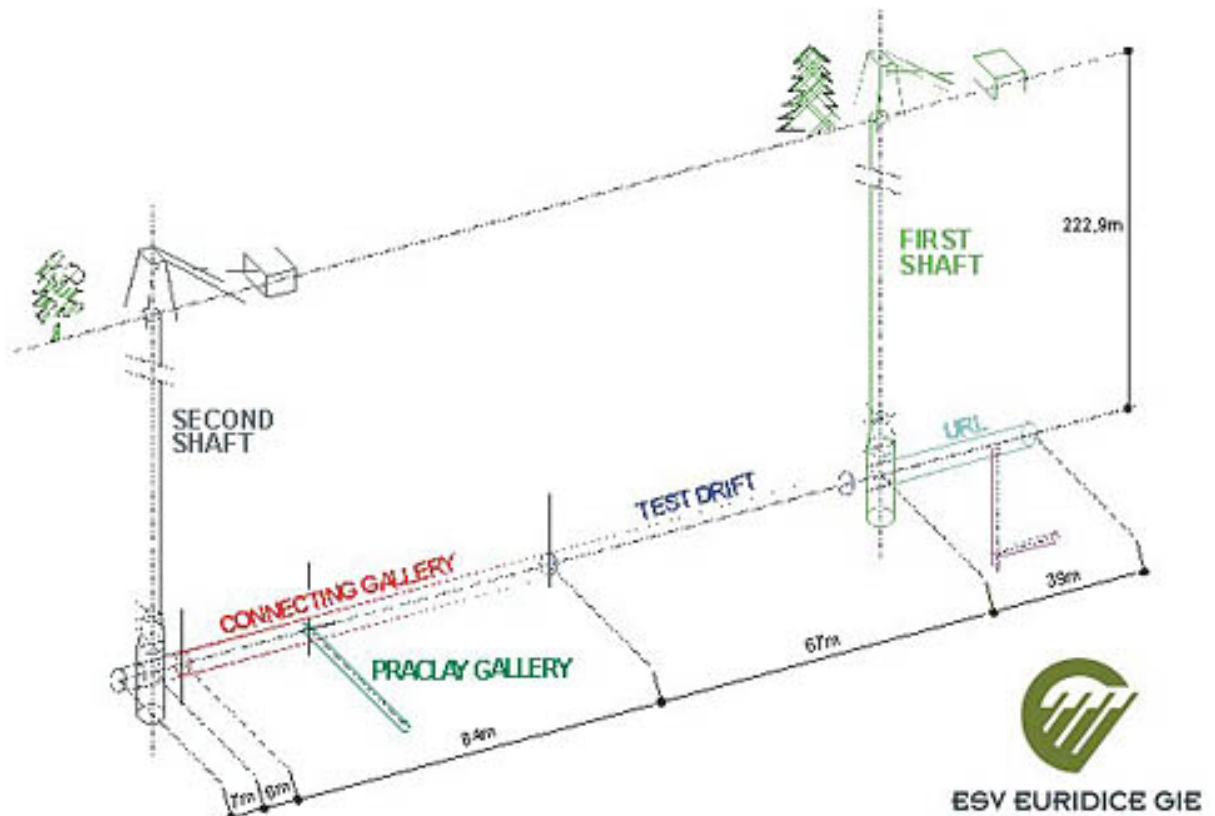 222,9m
FIRST
SHAFT
SECOND
SHAFT
URL
TEST DRIFT
CONNECTING GALLERY
PRACLAY GALLERY
39m
67m
84m
7m
6m
ESV EURIDICE GIE